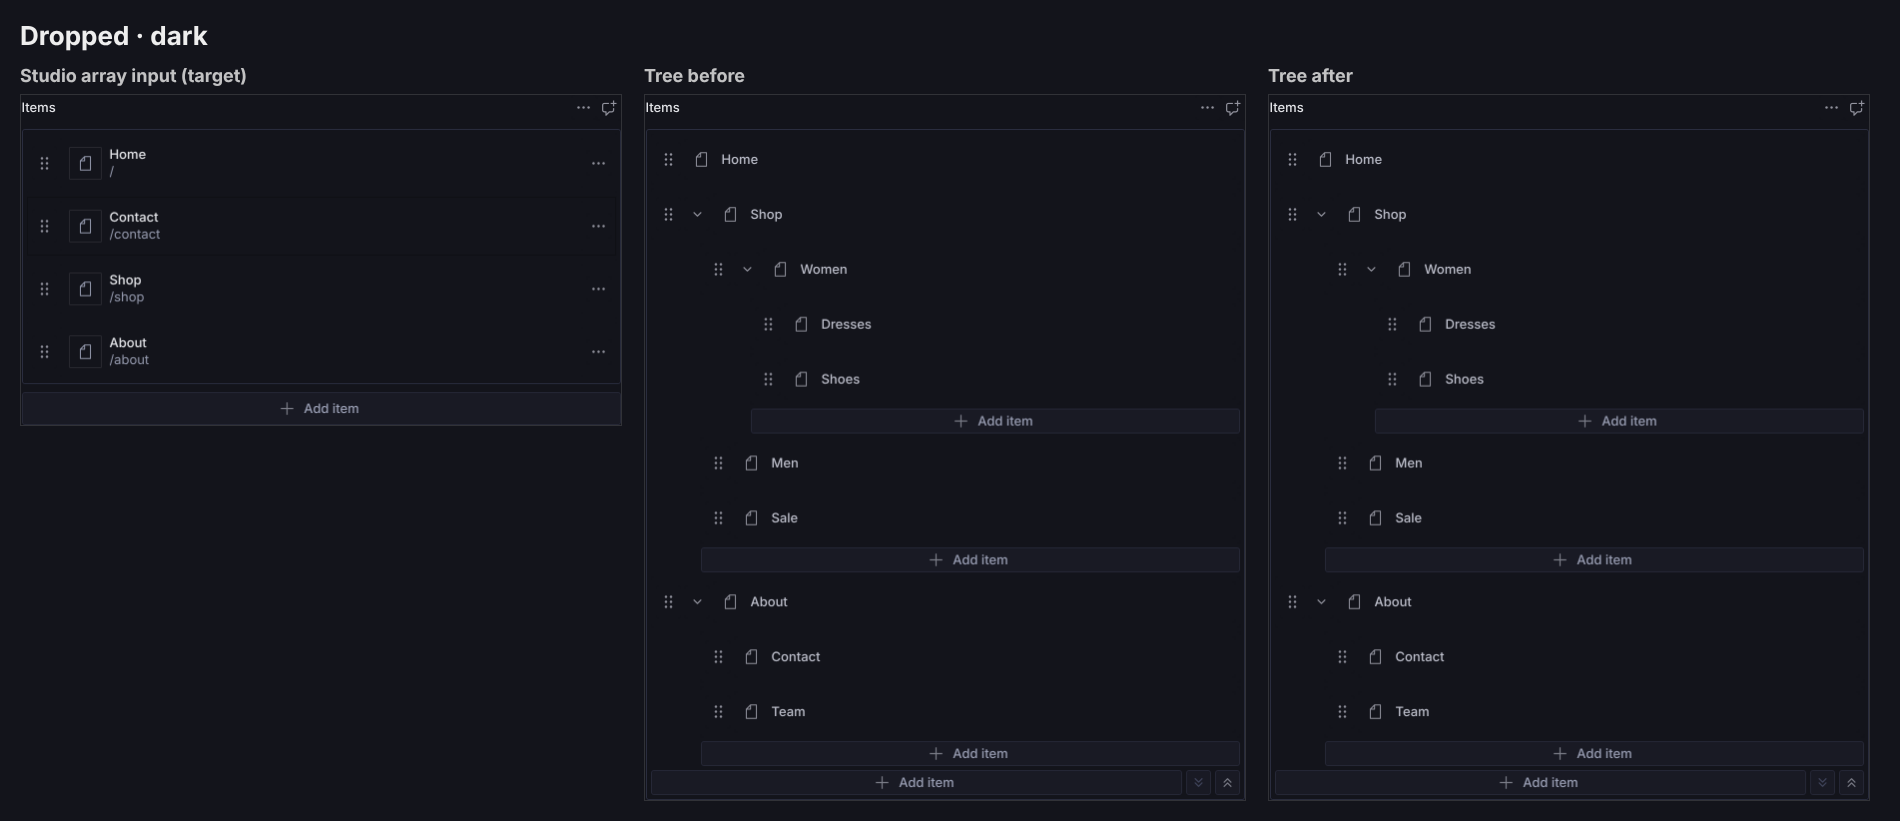 Dropped · dark
Studio array input (target)
Items
Home
/
Contact
/contact
Shop
/shop
About
/about
Add item
Tree before
Items
Home
Shop
Women
Dresses
Shoes
Add item
Men
Sale
Add item
About
Contact
Team
Add item
Add item
Tree after
Items
Home
Shop
Women
Dresses
Shoes
Add item
Men
Sale
Add item
About
Contact
Team
Add item
Add item